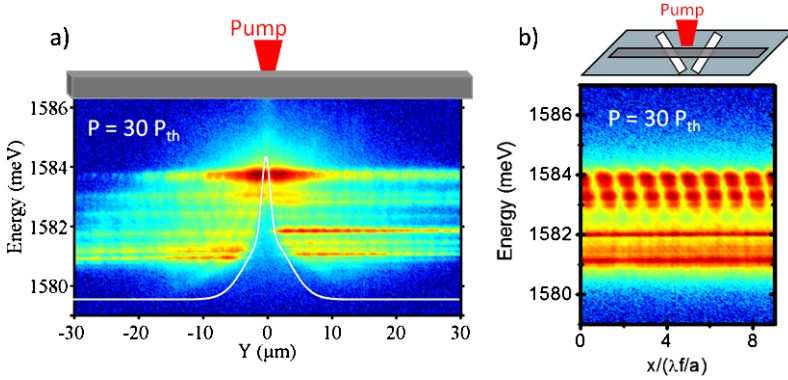 a)
Pump
P = 30 Pth
Energy (meV)
1586
1584
1582
1580
-30
-20
-10
0
10
20
30
Y (µm)
b)
Pump
P = 30 Pth
Energy (meV)
1586
1584
1582
1580
0
4
8
x/(λf/a)